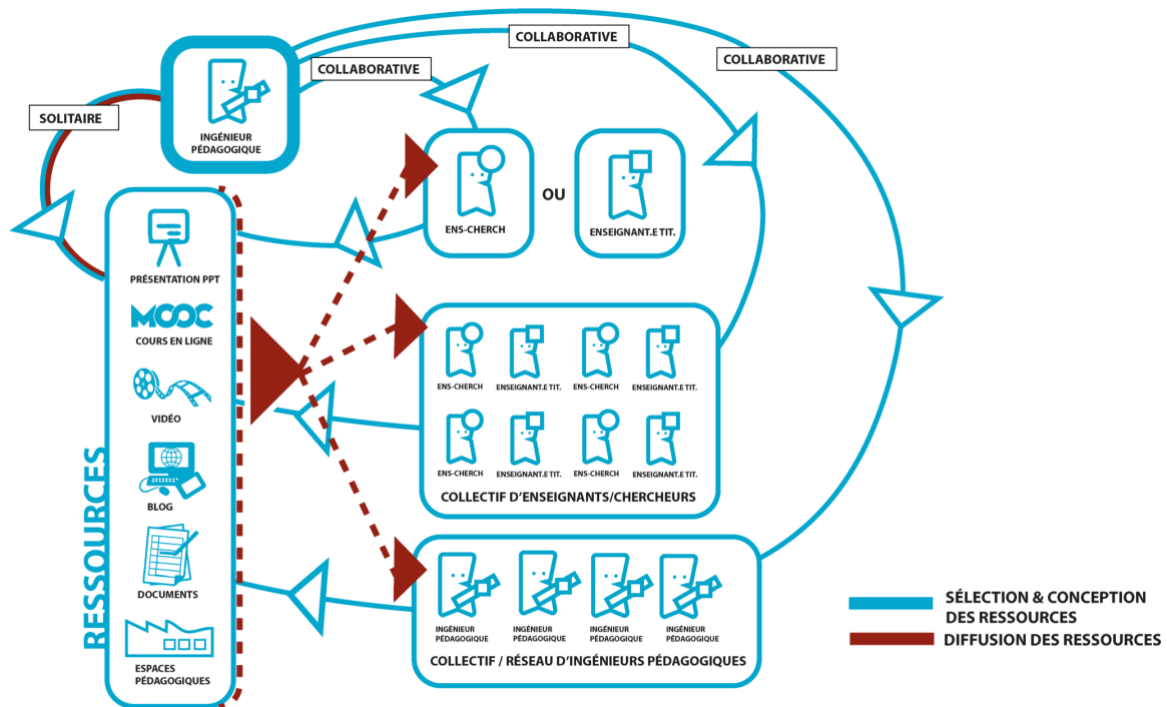 COLLABORATIVE
COLLABORATIVE
COLLABORATIVE
SOLITAIRE
INGÉNIEUR
PÉDAGOGIQUE
ENS-CHERCH
OU
ENSEIGNANT.E TIT.
RESSOURCES
PRÉSENTATION PPT
MOOC
COURS EN LIGNE
VIDÉO
BLOG
DOCUMENTS
ESPACES
PÉDAGOGIQUES
ENS-CHERCH
ENSEIGNANT.E TIT.
ENS-CHERCH
ENSEIGNANT.E TIT.
ENS-CHERCH
ENSEIGNANT.E TIT.
ENS-CHERCH
ENSEIGNANT.E TIT.
COLLECTIF D'ENSEIGNANTS/CHERCHEURS
INGÉNIEUR
PÉDAGOGIQUE
INGÉNIEUR
PÉDAGOGIQUE
INGÉNIEUR
PÉDAGOGIQUE
INGÉNIEUR
PÉDAGOGIQUE
COLLECTIF / RÉSEAU D'INGÉNIEURS PÉDAGOGIQUES
SÉLECTION & CONCEPTION
DES RESSOURCES
DIFFUSION DES RESSOURCES